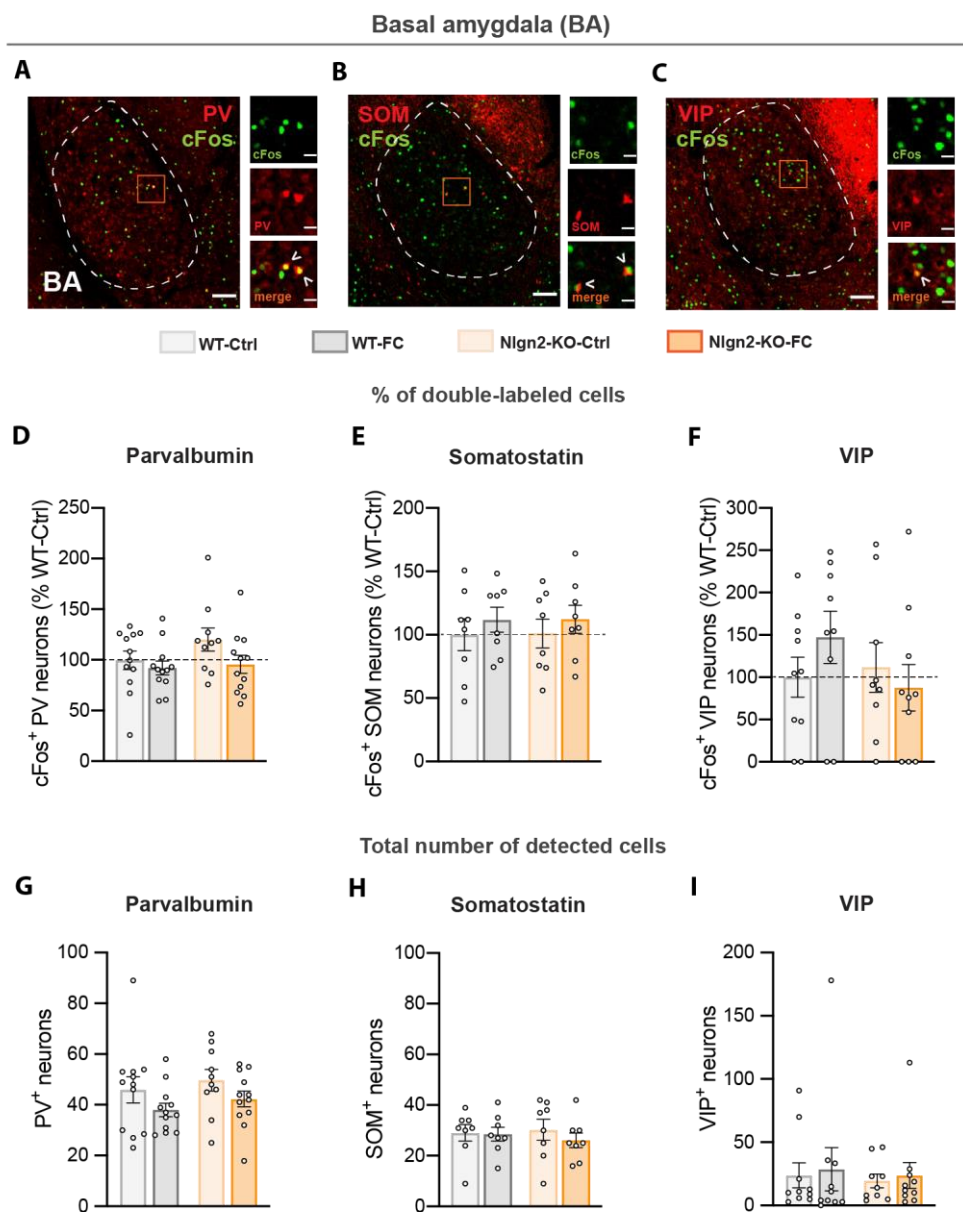 Basal amygdala (BA)
A
B
C
PV
cFos
BA
cFos
PV
merge
SOM
cFos
cFos
SOM
merge
VIP
cFos
cFos
VIP
merge
WT-Ctrl
WT-FC
Nlgn2-KO-Ctrl
Nlgn2-KO-FC
% of double-labeled cells
D
Parvalbumin
cFos⁺ PV neurons (% WT-Ctrl)
250
200
150
100
50
0
E
Somatostatin
cFos⁺ SOM neurons (% WT-Ctrl)
200
150
100
50
0
F
VIP
cFos⁺ VIP neurons (% WT-Ctrl)
300
250
200
150
100
50
0
Total number of detected cells
G
Parvalbumin
PV⁺ neurons
100
80
60
40
20
0
H
Somatostatin
SOM⁺ neurons
100
80
60
40
20
0
I
VIP
VIP⁺ neurons
200
150
100
50
0